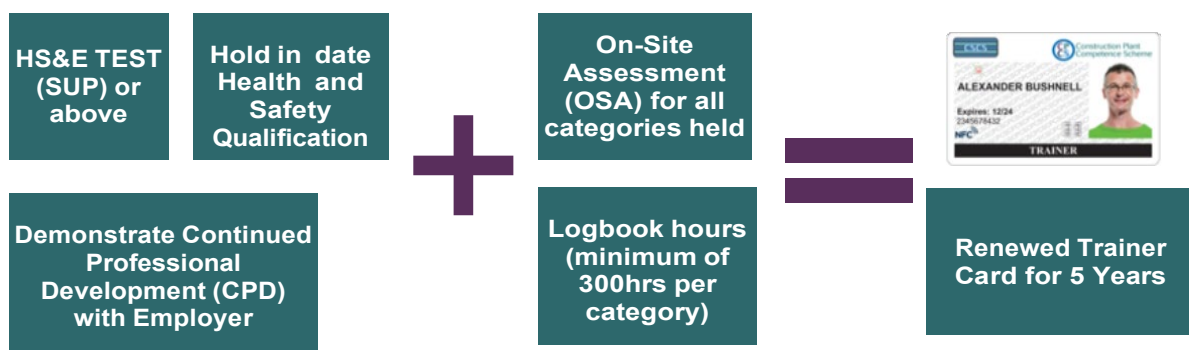 HS&E TEST
(SUP) or
above
Hold in date
Health and
Safety
Qualification
Demonstrate Continued
Professional
Development (CPD)
with Employer
On-Site
Assessment
(OSA) for all
categories held
Logbook hours
(minimum of
300hrs per
category)
CSCS
Construction Plant
Competence Scheme
ALEXANDER BUSHNELL
Expires: 12/24
2345678432
NFC
TRAINER
Renewed Trainer
Card for 5 Years